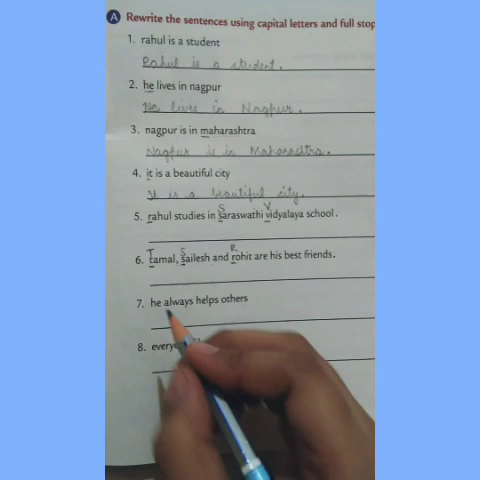 A Rewrite the sentences using capital letters and full stop
1. rahul is a student
Rahul is a student.
2. he lives in nagpur
He lives in Nagpur.
3. nagpur is in maharashtra
Nagpur is in Maharashtra.
4. it is a beautiful city
It is a beautiful city.
S V
5. rahul studies in saraswathi vidyalaya school.
T S R
6. tamal, sailesh and rohit are his best friends.
7. he always helps others
8.